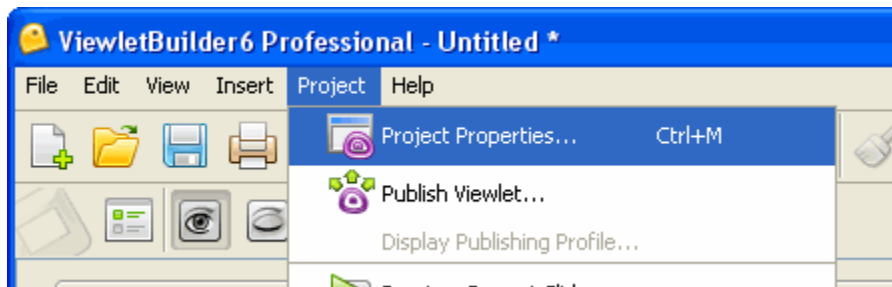 ViewletBuilder6 Professional - Untitled *
File Edit View Insert Project Help
Project Properties... Ctrl+M
Publish Viewlet...
Display Publishing Profile...